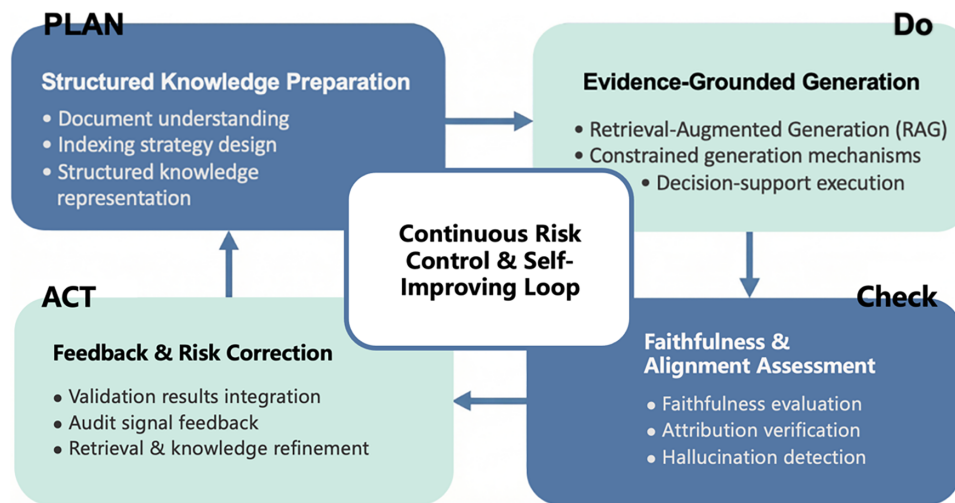 PLAN
Structured Knowledge Preparation
• Document understanding
• Indexing strategy design
• Structured knowledge
representation
Do
Evidence-Grounded Generation
• Retrieval-Augmented Generation (RAG)
• Constrained generation mechanisms
• Decision-support execution
Continuous Risk
Control & Self-
Improving Loop
ACT
Feedback & Risk Correction
• Validation results integration
• Audit signal feedback
• Retrieval & knowledge refinement
Check
Faithfulness &
Alignment Assessment
• Faithfulness evaluation
• Attribution verification
• Hallucination detection